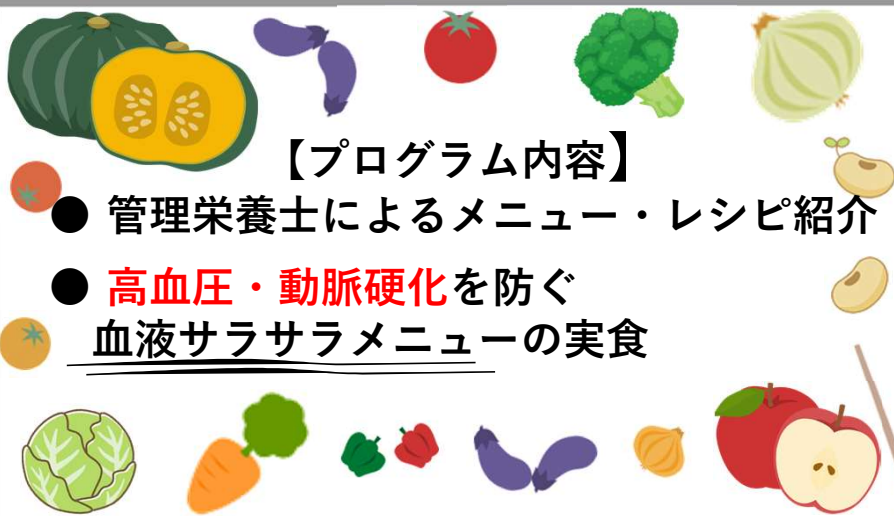 【プログラム内容】
● 管理栄養士によるメニュー・レシピ紹介
● 高血圧・動脈硬化を防ぐ
血液サラサラメニューの実食